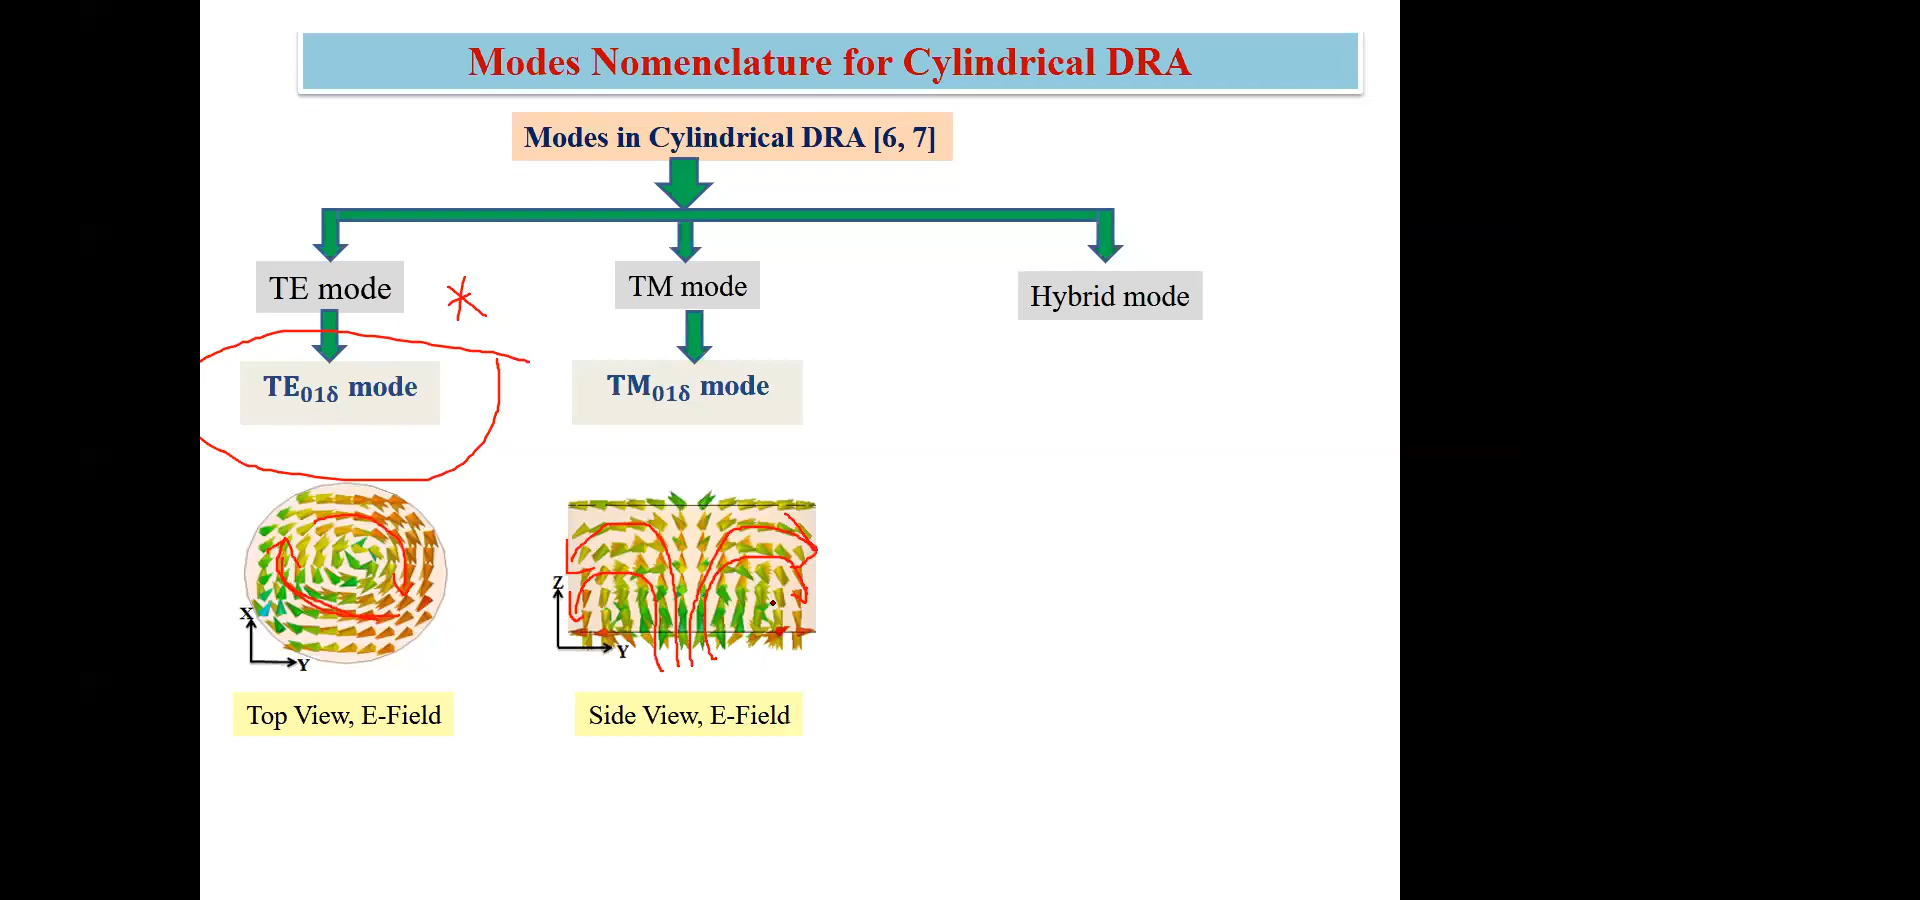 Modes Nomenclature for Cylindrical DRA
Modes in Cylindrical DRA [6, 7]
TE mode
TM mode
Hybrid mode
TE₀₁δ mode
TM₀₁δ mode
X
Y
Z
Y
Top View, E-Field
Side View, E-Field